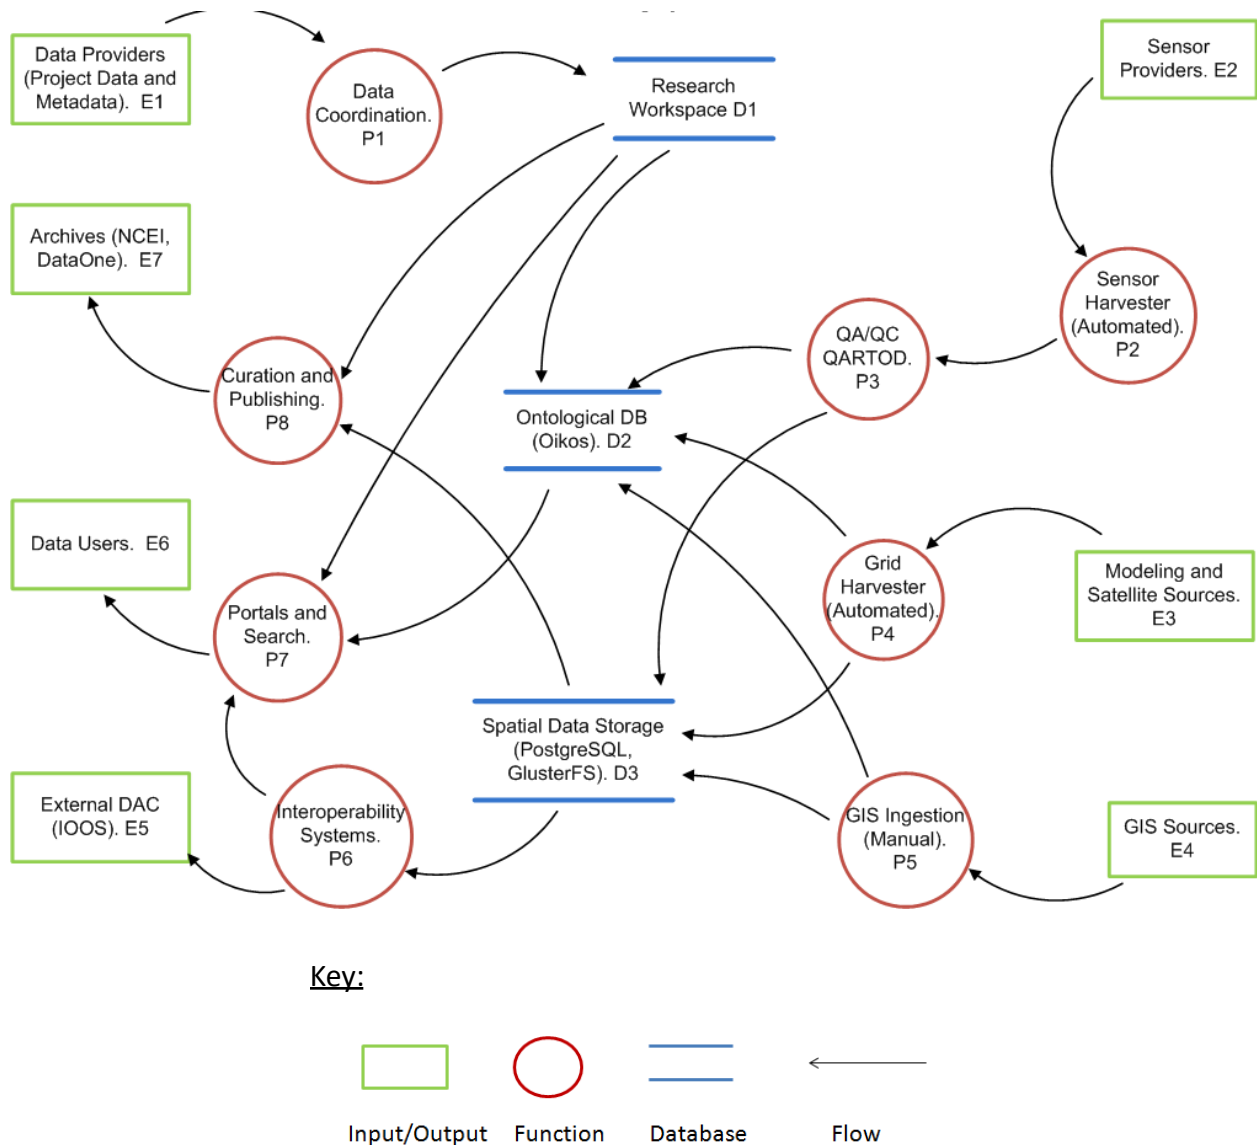 Data Providers
(Project Data and
Metadata).  E1
Data
Coordination.
P1
Research
Workspace D1
Sensor
Providers. E2
Archives (NCEI,
DataOne).  E7
Sensor
Harvester
(Automated).
P2
QA/QC
QARTOD.
P3
Curation and
Publishing.
P8
Ontological DB
(Oikos). D2
Data Users.  E6
Grid
Harvester
(Automated).
P4
Modeling and
Satellite Sources.
E3
Portals and
Search.
P7
Spatial Data Storage
(PostgreSQL,
GlusterFS). D3
External DAC
(IOOS). E5
Interoperability
Systems.
P6
GIS Ingestion
(Manual).
P5
GIS Sources.
E4
Key:
Input/Output
Function
Database
Flow